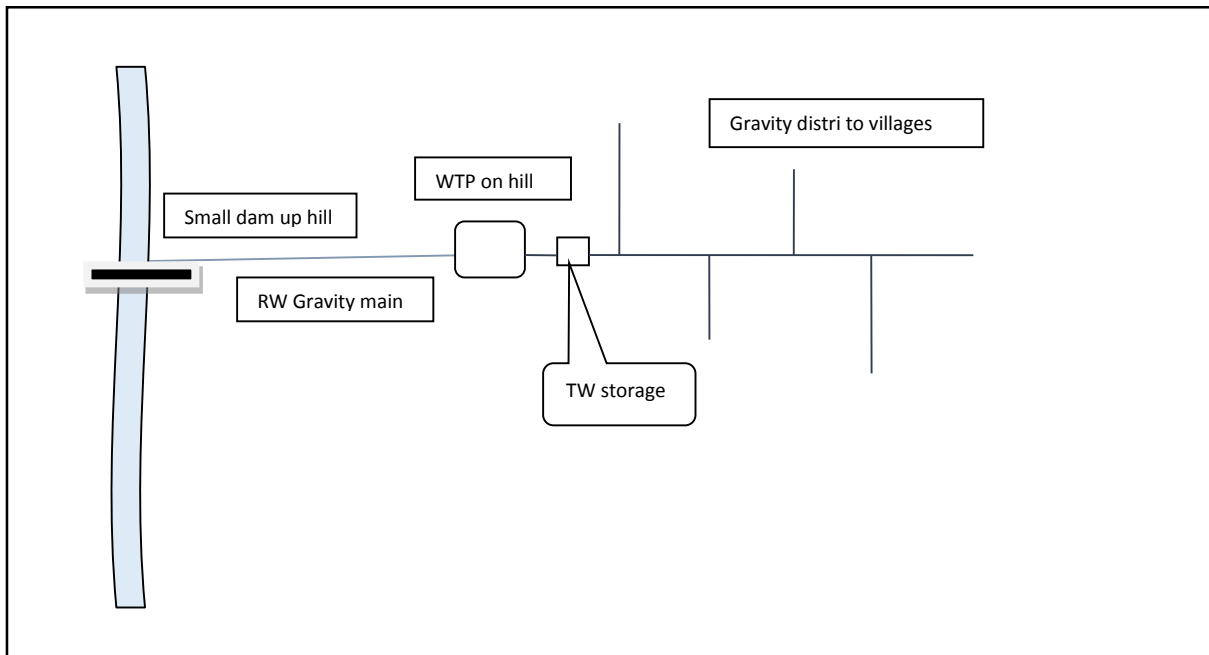 Gravity distri to villages
WTP on hill
Small dam up hill
RW Gravity main
TW storage